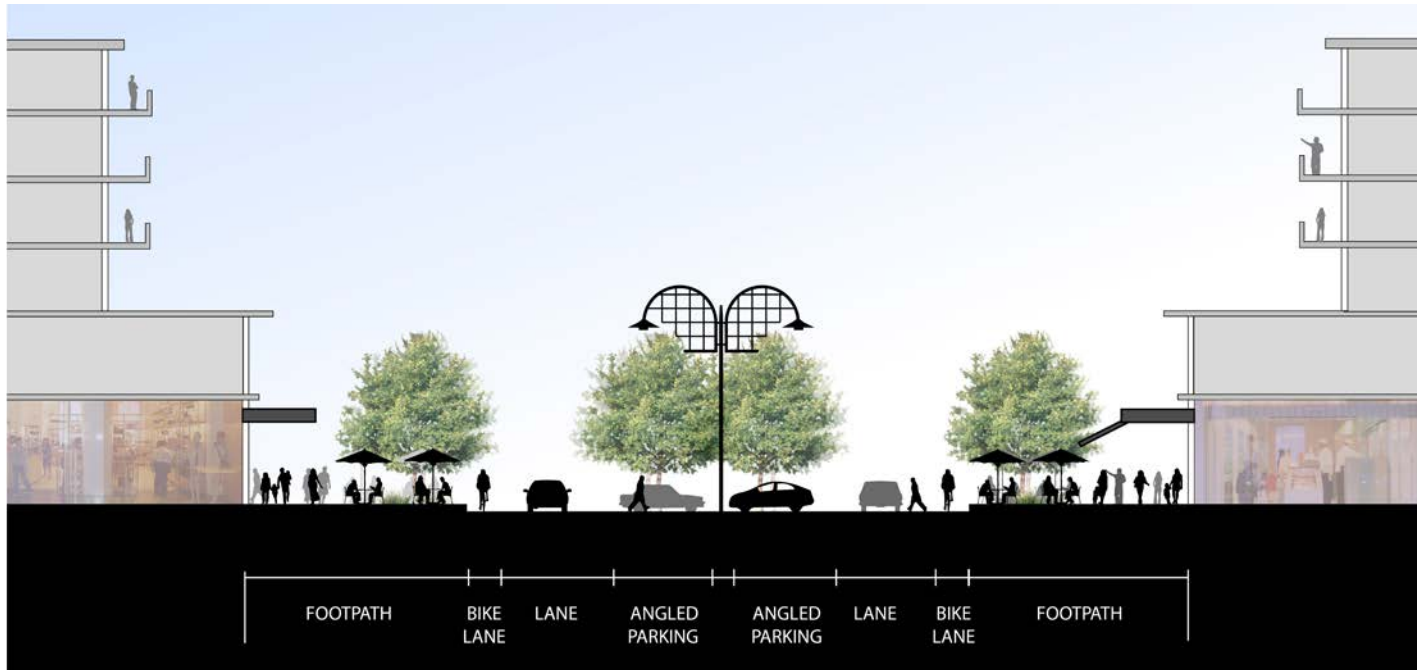 FOOTPATH
BIKE
LANE
LANE
ANGLED
PARKING
ANGLED
PARKING
LANE
BIKE
LANE
FOOTPATH